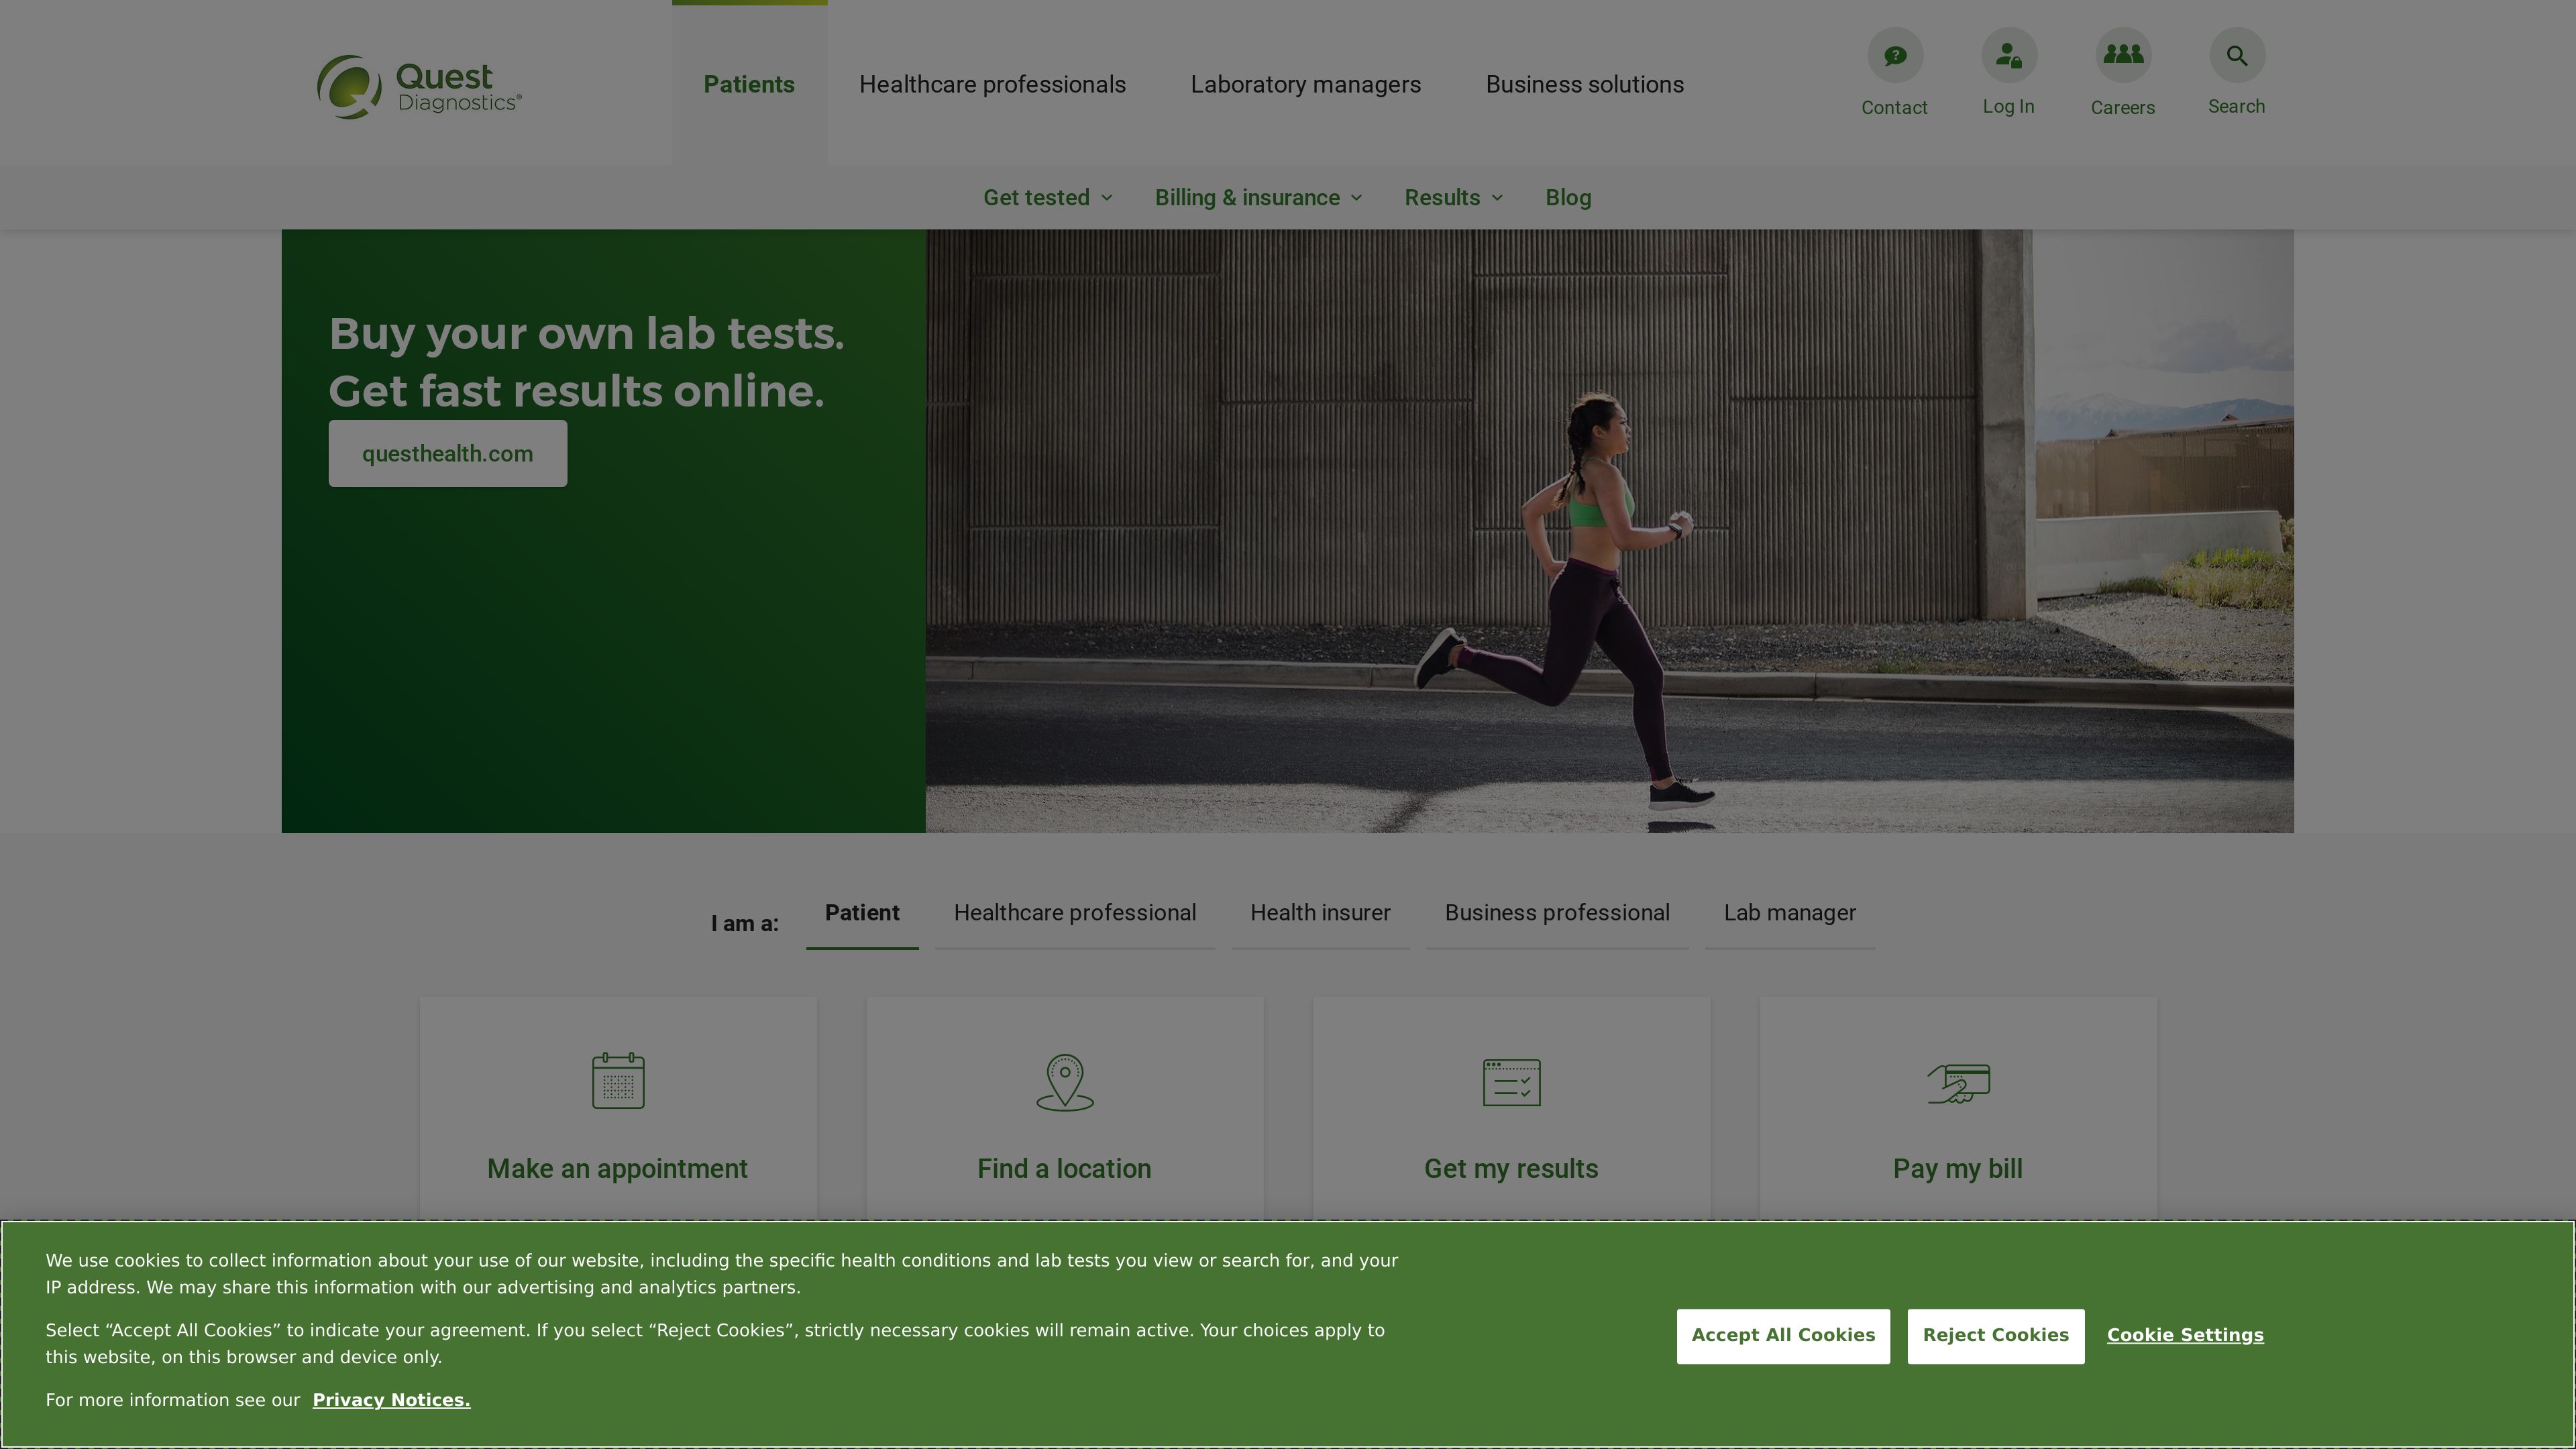 Quest
Diagnostics®
Patients
Healthcare professionals
Laboratory managers
Business solutions
Contact
Log In
Careers
Search
Get tested
Billing & insurance
Results
Blog
Buy your own lab tests.
Get fast results online.
questhealth.com
I am a:
Patient
Healthcare professional
Health insurer
Business professional
Lab manager
Make an appointment
Find a location
Get my results
Pay my bill
We use cookies to collect information about your use of our website, including the specific health conditions and lab tests you view or search for, and your
IP address. We may share this information with our advertising and analytics partners.
Select “Accept All Cookies” to indicate your agreement. If you select “Reject Cookies”, strictly necessary cookies will remain active. Your choices apply to
this website, on this browser and device only.
For more information see our Privacy Notices.
Accept All Cookies
Reject Cookies
Cookie Settings